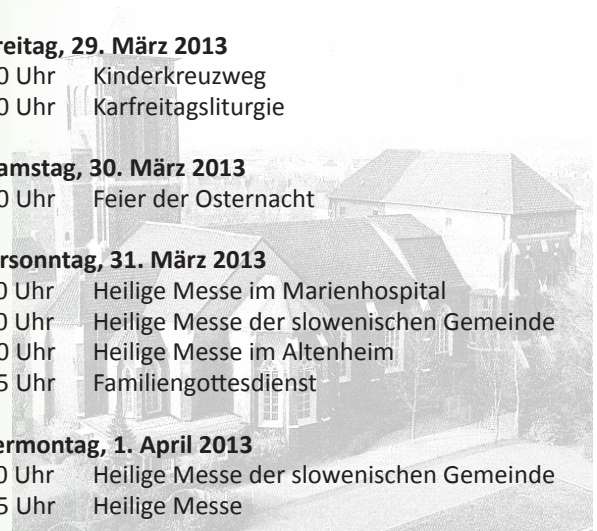 reitag, 29. März 2013
0 Uhr Kinderkreuzweg
0 Uhr Karfreitagsliturgie
amstag, 30. März 2013
0 Uhr Feier der Osternacht
rsonntag, 31. März 2013
0 Uhr Heilige Messe im Marienhospital
0 Uhr Heilige Messe der slowenischen Gemeinde
0 Uhr Heilige Messe im Altenheim
5 Uhr Familiengottesdienst
ermontag, 1. April 2013
0 Uhr Heilige Messe der slowenischen Gemeinde
5 Uhr Heilige Messe